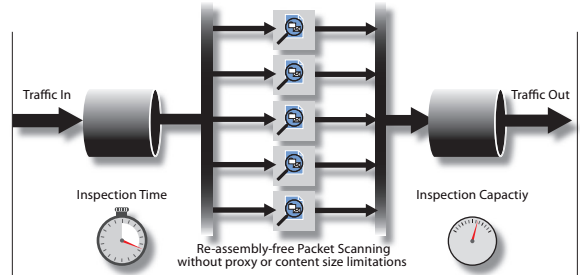 Traffic In
Traffic Out
Inspection Time
Inspection Capactiy
Re-assembly-free Packet Scanning
without proxy or content size limitations